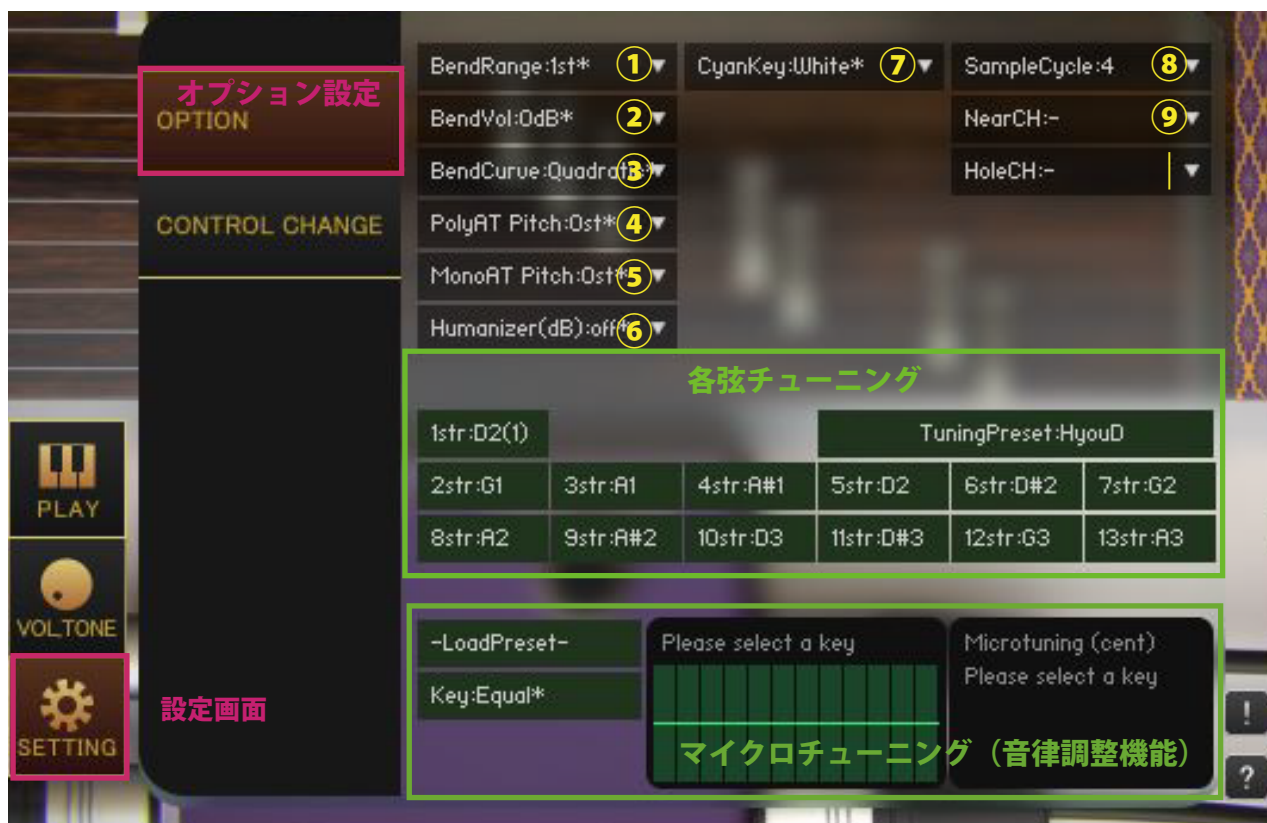 BendRange:1st* ①▼
CyanKey:White* ⑦▼
SampleCycle:4 ⑧▼
オプション設定
OPTION
BendVol:0dB* ②▼
NearCH:- ⑨▼
BendCurve:Quadratic* ③▼
HoleCH:- ▼
CONTROL CHANGE
PolyAT Pitch:0st* ④▼
MonoAT Pitch:0st* ⑤▼
Humanizer(dB):off* ⑥▼
各弦チューニング
1str:D2(1)
TuningPreset:HyouD
2str:G1 3str:A1 4str:A#1 5str:D2 6str:D#2 7str:G2
8str:A2 9str:A#2 10str:D3 11str:D#3 12str:G3 13str:A3
PLAY
VOL,TONE
-LoadPreset-
Key:Equal*
Please select a key
Microtuning (cent)
Please select a key
マイクロチューニング（音律調整機能）
設定画面
SETTING
!
?